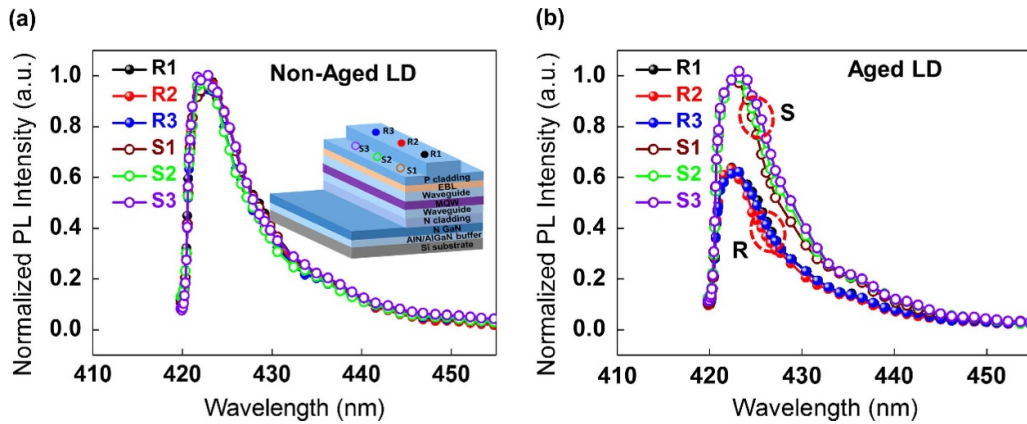 (a)
Normalized PL Intensity (a.u.)
1.0
0.8
0.6
0.4
0.2
0.0
R1
R2
R3
S1
S2
S3
Non-Aged LD
R3
R2
R1
S3
S2
S1
P cladding
EBL
Waveguide
MQW
Waveguide
N cladding
N GaN
AlN/AlGaN buffer
Si substrate
410 420 430 440 450
Wavelength (nm)
(b)
Normalized PL Intensity (a.u.)
1.0
0.8
0.6
0.4
0.2
0.0
R1
R2
R3
S1
S2
S3
Aged LD
S
R
410 420 430 440 450
Wavelength (nm)